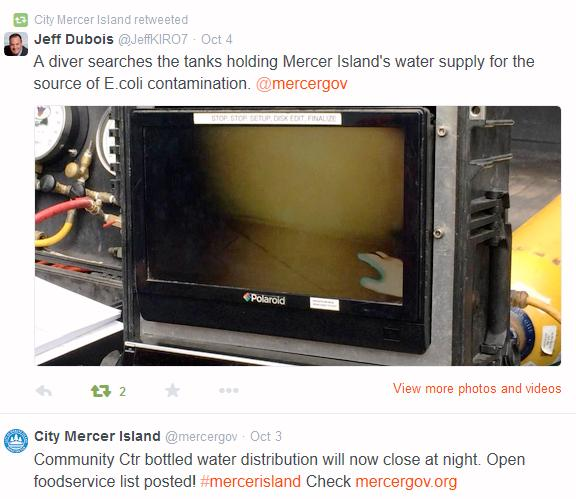 City Mercer Island retweeted
Jeff Dubois @JeffKIRO7 · Oct 4
A diver searches the tanks holding Mercer Island's water supply for the
source of E.coli contamination. @mercergov
STOP, STOP, SETUP, DISK EDIT, FINALIZE
Polaroid
2
View more photos and videos
City Mercer Island @mercergov · Oct 3
Community Ctr bottled water distribution will now close at night. Open
foodservice list posted! #mercerisland Check mercergov.org